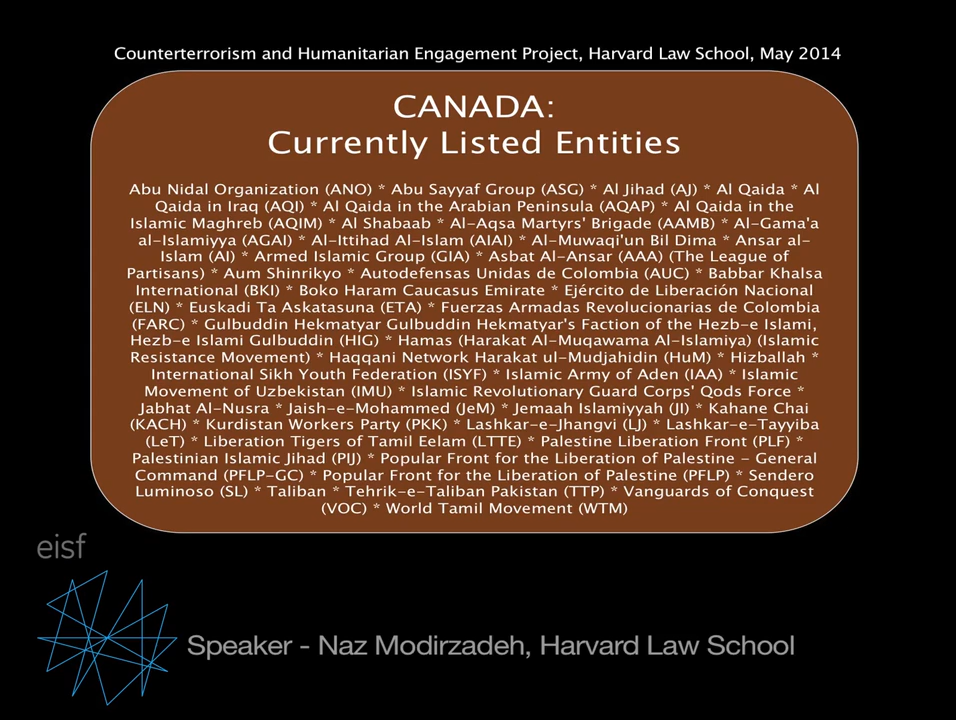 Counterterrorism and Humanitarian Engagement Project, Harvard Law School, May 2014
CANADA:
Currently Listed Entities
Abu Nidal Organization (ANO) * Abu Sayyaf Group (ASG) * Al Jihad (AJ) * Al Qaida * Al
Qaida in Iraq (AQI) * Al Qaida in the Arabian Peninsula (AQAP) * Al Qaida in the
Islamic Maghreb (AQIM) * Al Shabaab * Al-Aqsa Martyrs' Brigade (AAMB) * Al-Gama'a
al-Islamiyya (AGAI) * Al-Ittihad Al-Islam (AIAI) * Al-Muwaqi'un Bil Dima * Ansar al-
Islam (AI) * Armed Islamic Group (GIA) * Asbat Al-Ansar (AAA) (The League of
Partisans) * Aum Shinrikyo * Autodefensas Unidas de Colombia (AUC) * Babbar Khalsa
International (BKI) * Boko Haram Caucasus Emirate * Ejército de Liberación Nacional
(ELN) * Euskadi Ta Askatasuna (ETA) * Fuerzas Armadas Revolucionarias de Colombia
(FARC) * Gulbuddin Hekmatyar Gulbuddin Hekmatyar's Faction of the Hezb-e Islami,
Hezb-e Islami Gulbuddin (HIG) * Hamas (Harakat Al-Muqawama Al-Islamiya) (Islamic
Resistance Movement) * Haqqani Network Harakat ul-Mudjahidin (HuM) * Hizballah *
International Sikh Youth Federation (ISYF) * Islamic Army of Aden (IAA) * Islamic
Movement of Uzbekistan (IMU) * Islamic Revolutionary Guard Corps' Qods Force *
Jabhat Al-Nusra * Jaish-e-Mohammed (JeM) * Jemaah Islamiyyah (JI) * Kahane Chai
(KACH) * Kurdistan Workers Party (PKK) * Lashkar-e-Jhangvi (LJ) * Lashkar-e-Tayyiba
(LeT) * Liberation Tigers of Tamil Eelam (LTTE) * Palestine Liberation Front (PLF) *
Palestinian Islamic Jihad (PIJ) * Popular Front for the Liberation of Palestine - General
Command (PFLP-GC) * Popular Front for the Liberation of Palestine (PFLP) * Sendero
Luminoso (SL) * Taliban * Tehrik-e-Taliban Pakistan (TTP) * Vanguards of Conquest
(VOC) * World Tamil Movement (WTM)
eisf
Speaker - Naz Modirzadeh, Harvard Law School